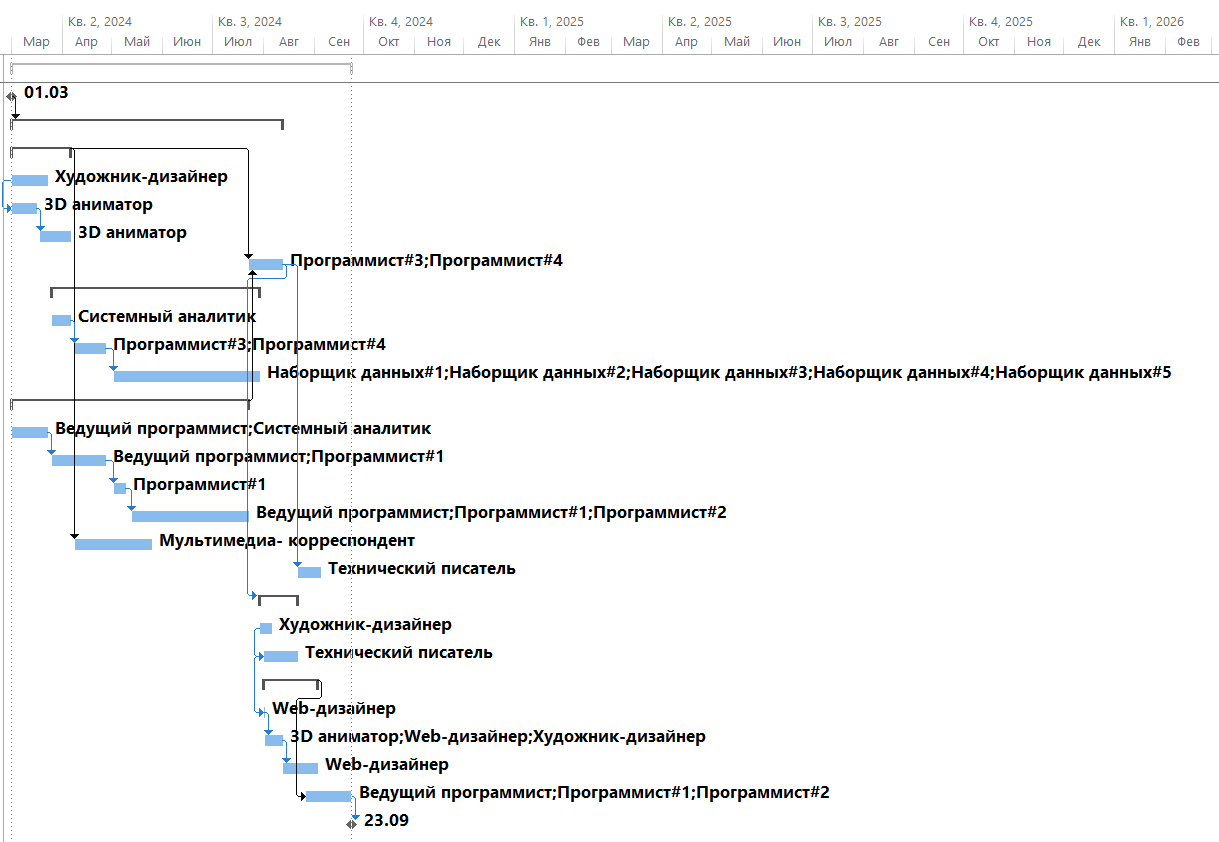 Кв. 2, 2024 Кв. 3, 2024 Кв. 4, 2024 Кв. 1, 2025 Кв. 2, 2025 Кв. 3, 2025 Кв. 4, 2025 Кв. 1, 2026
Мар Апр Май Июн Июл Авг Сен Окт Ноя Дек Янв Фев Мар Апр Май Июн Июл Авг Сен Окт Ноя Дек Янв Фев
01.03
Художник-дизайнер
3D аниматор
3D аниматор
Программист#3;Программист#4
Системный аналитик
Программист#3;Программист#4
Наборщик данных#1;Наборщик данных#2;Наборщик данных#3;Наборщик данных#4;Наборщик данных#5
Ведущий программист;Системный аналитик
Ведущий программист;Программист#1
Программист#1
Ведущий программист;Программист#1;Программист#2
Мультимедиа- корреспондент
Технический писатель
Художник-дизайнер
Технический писатель
Web-дизайнер
3D аниматор;Web-дизайнер;Художник-дизайнер
Web-дизайнер
Ведущий программист;Программист#1;Программист#2
23.09